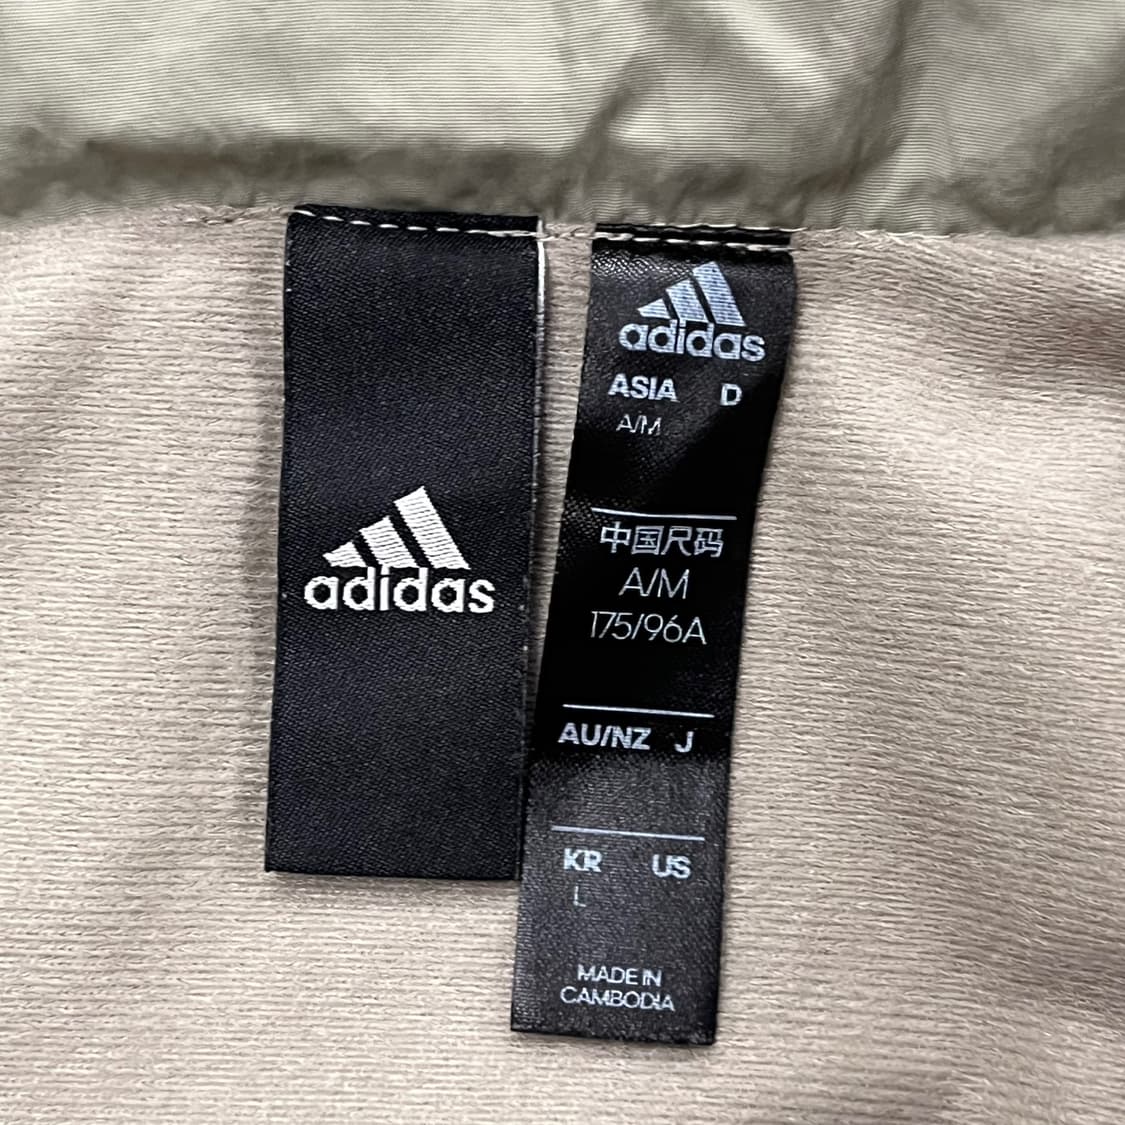 adidas
adidas
ASIA D
A/M
中国尺码
A/M
175/96A
AU/NZ J
KR US
L
MADE IN
CAMBODIA